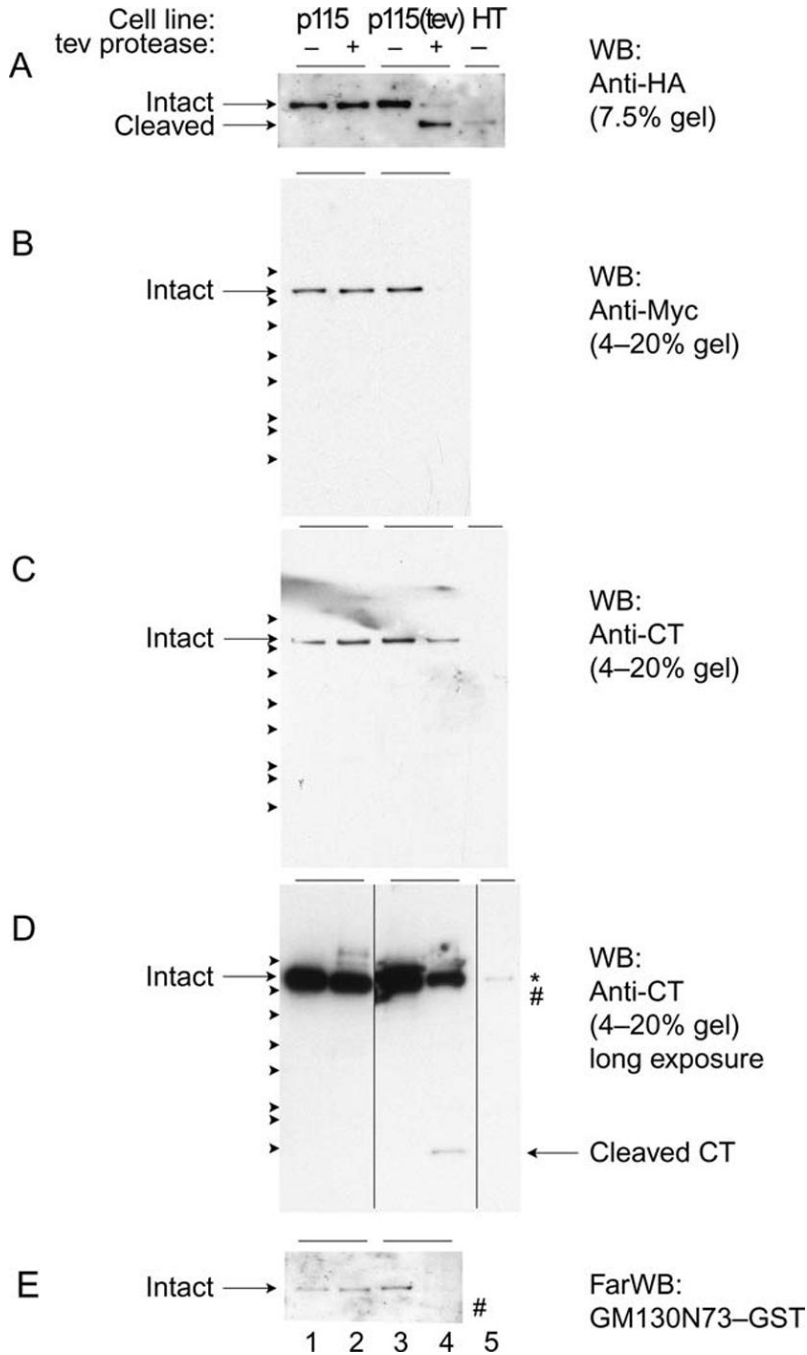 Cell line: p115 p115(tev) HT
tev protease: – + – + –
A
Intact
Cleaved
WB:
Anti-HA
(7.5% gel)
B
Intact
WB:
Anti-Myc
(4–20% gel)
C
Intact
WB:
Anti-CT
(4–20% gel)
D
Intact
*
#
WB:
Anti-CT
(4–20% gel)
long exposure
Cleaved CT
E
Intact
#
FarWB:
GM130N73–GST
1 2 3 4 5